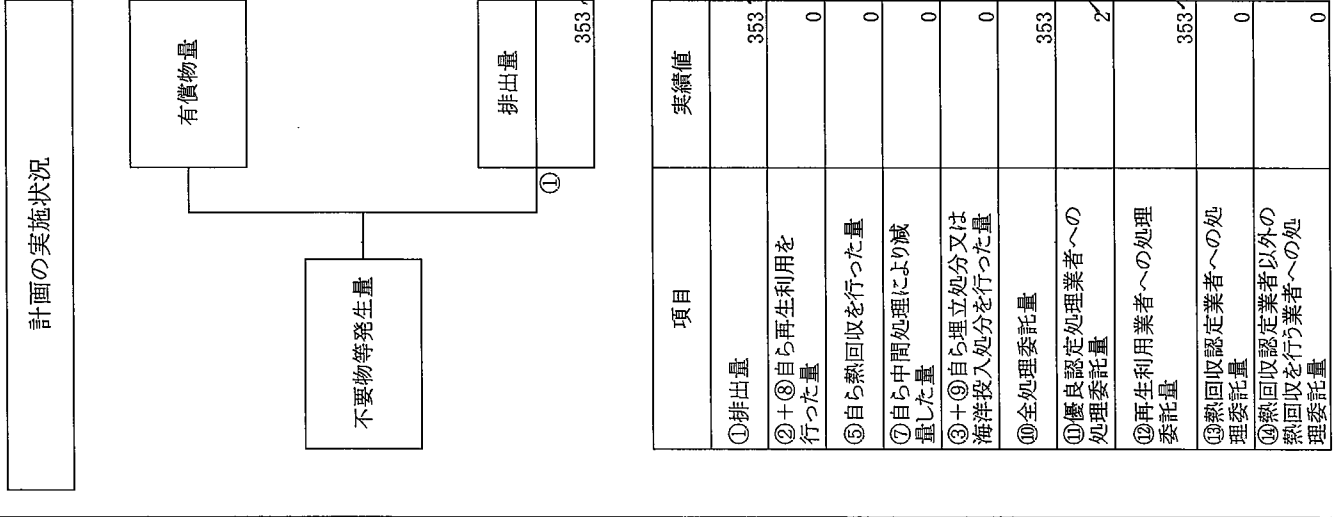 計画の実施状況
不要物等発生量
有償物量
①
排出量
353
項目
実績値
①排出量
353
②+⑧自ら再生利用を
行った量
0
⑤自ら熱回収を行った量
0
⑦自ら中間処理により減
量した量
0
③+⑨自ら埋立処分又は
海洋投入処分を行った量
0
⑩全処理委託量
353
⑪優良認定処理業者への
処理委託量
2
⑫再生利用業者への処理
委託量
353
⑬熱回収認定業者への処
理委託量
0
⑭熱回収認定業者以外の
熱回収を行う業者への処
理委託量
0